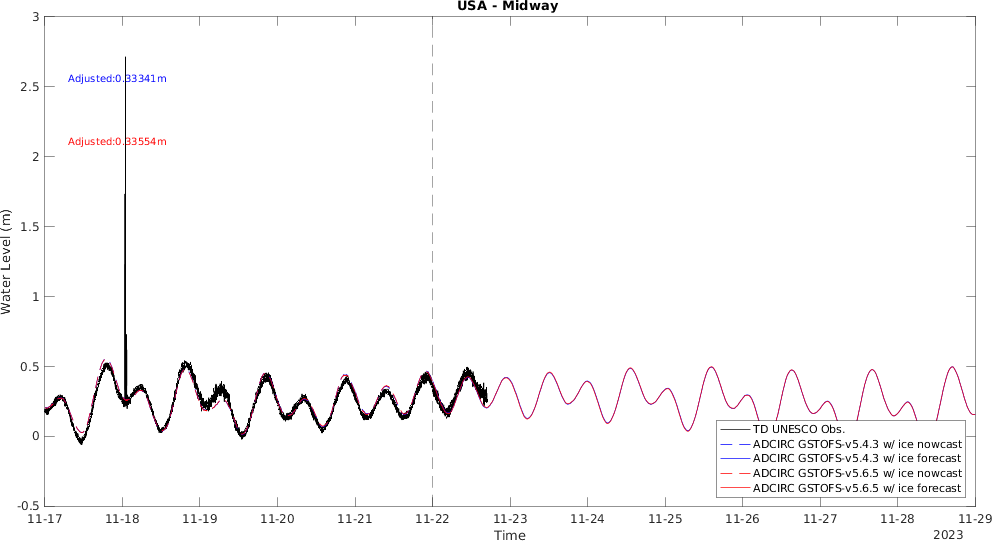 USA - Midway
Adjusted:0.33341m
Adjusted:0.33554m
Water Level (m)
3
2.5
2
1.5
1
0.5
0
-0.5
11-17 11-18 11-19 11-20 11-21 11-22 11-23 11-24 11-25 11-26 11-27 11-28 11-29
Time
2023
TD UNESCO Obs.
ADCIRC GSTOFS-v5.4.3 w/ ice nowcast
ADCIRC GSTOFS-v5.4.3 w/ ice forecast
ADCIRC GSTOFS-v5.6.5 w/ ice nowcast
ADCIRC GSTOFS-v5.6.5 w/ ice forecast